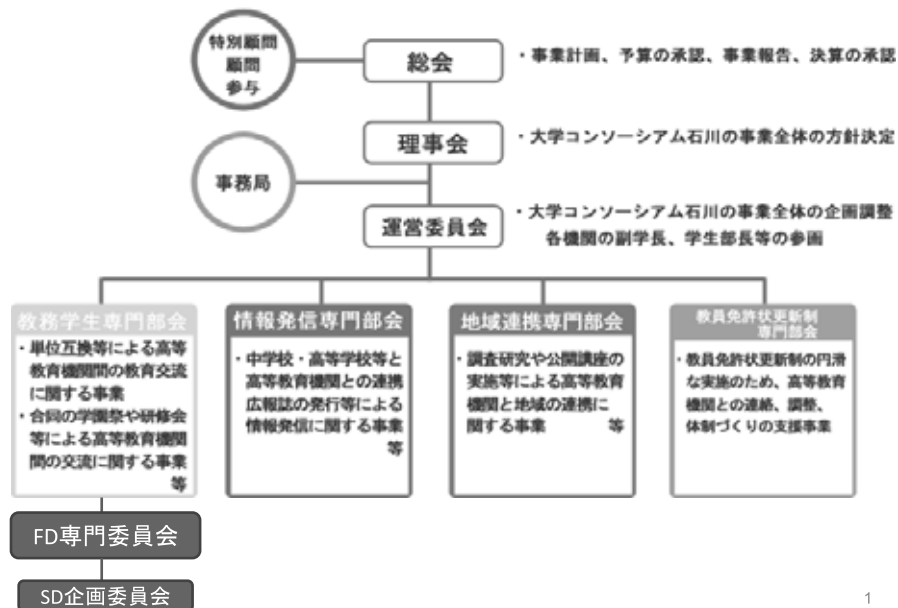 特別顧問
顧問
参与
総会
・事業計画、予算の承認、事業報告、決算の承認
理事会
・大学コンソーシアム石川の事業全体の方針決定
事務局
運営委員会
・大学コンソーシアム石川の事業全体の企画調整
各機関の副学長、学生部長等の参画
教務学生専門部会
・単位互換等による高等
教育機関間の教育交流
に関する事業
・合同の学園祭や研修会
等による高等教育機関
間の交流に関する事業
等
情報発信専門部会
・中学校・高等学校等と
高等教育機関との連携
広報誌の発行等による
情報発信に関する事業
等
地域連携専門部会
・調査研究や公開講座の
実施等による高等教育
機関と地域の連携に
関する事業 等
教員免許状更新制
専門部会
・教員免許状更新制の円滑
な実施のため、高等教育
機関との連絡、調整、
体制づくりの支援事業
FD専門委員会
SD企画委員会
1